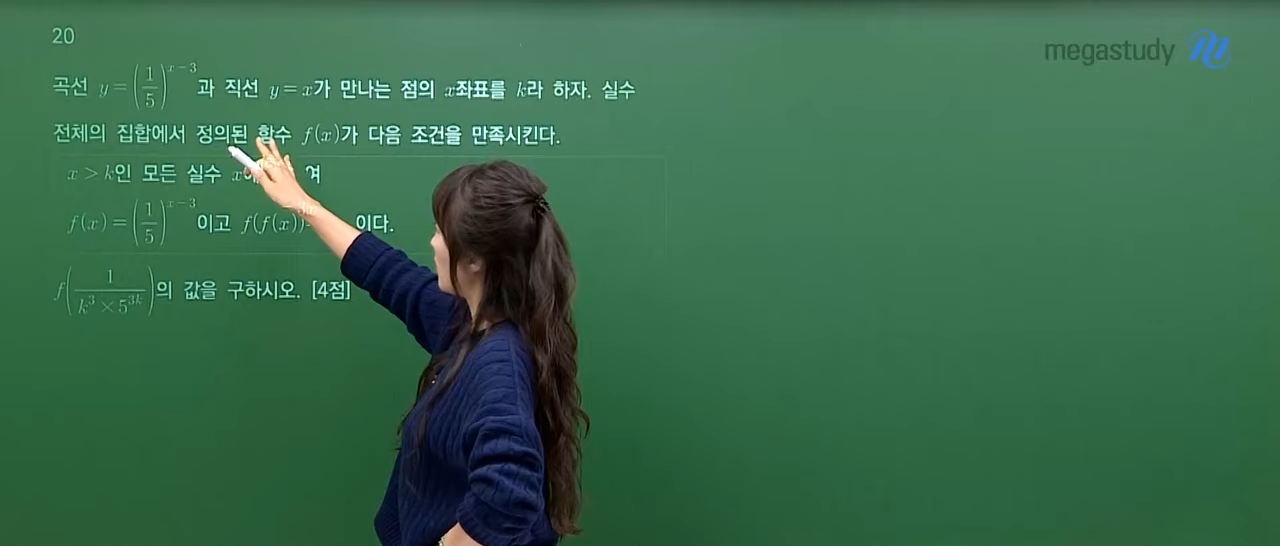 20
megastudy
곡선 y = (1/5)^{x-3}과 직선 y = x가 만나는 점의 x좌표를 k라 하자. 실수
전체의 집합에서 정의된 함수 f(x)가 다음 조건을 만족시킨다.
x > k인 모든 실수 여
f(x) = (1/5)^{x-3}이고 f(f(x)) 이다.
f(1/(k^3 × 5^{3k}))의 값을 구하시오. [4점]